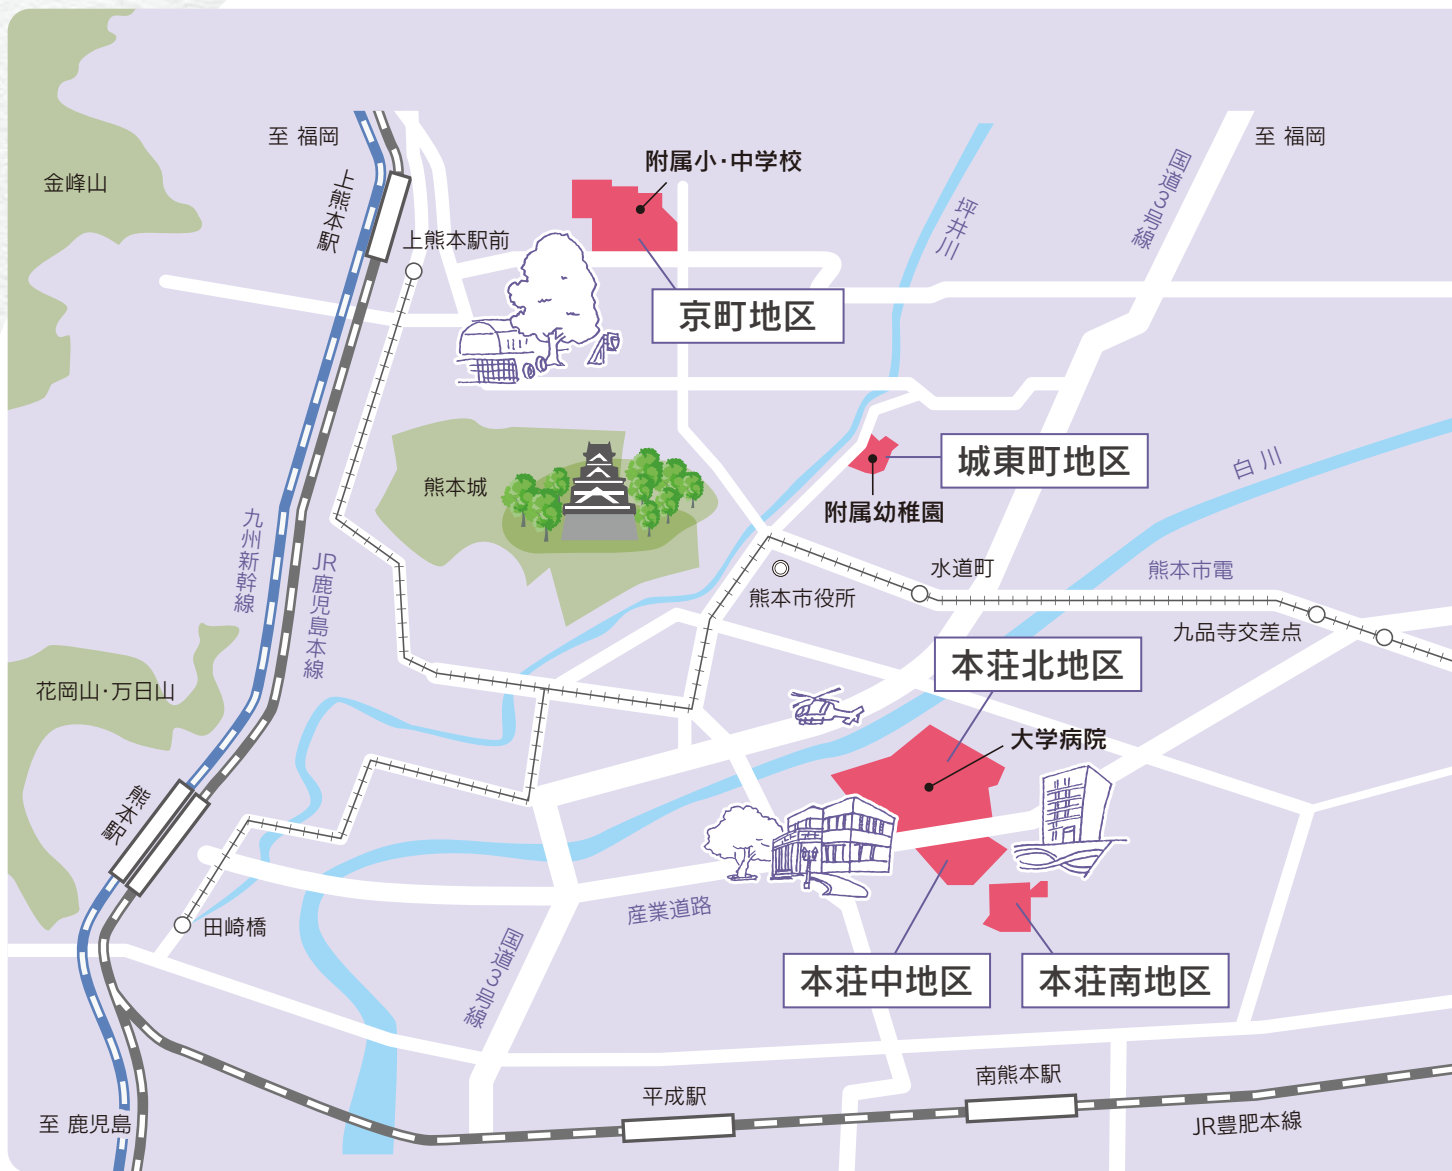 至 福岡
至 福岡
附属小・中学校
金峰山
国道3号線
上熊本駅
坪井川
上熊本駅前
京町地区
城東町地区
白川
熊本城
附属幼稚園
九州新幹線
JR鹿児島本線
水道町
熊本市電
熊本市役所
九品寺交差点
本荘北地区
花岡山・万日山
大学病院
熊本駅
産業道路
田崎橋
国道3号線
本荘中地区
本荘南地区
南熊本駅
平成駅
至 鹿児島
JR豊肥本線